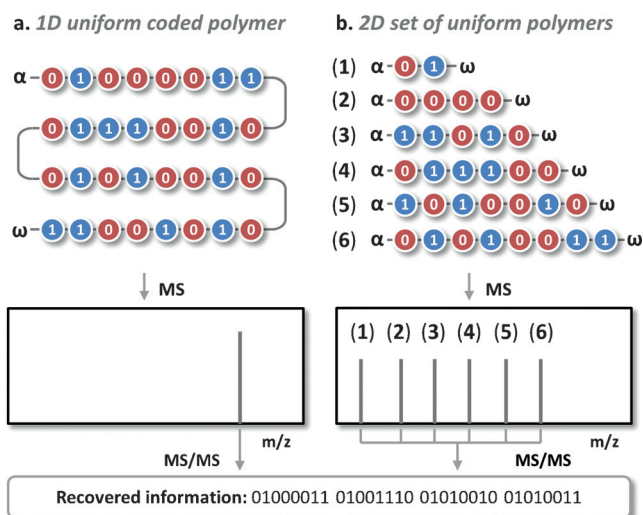 a. 1D uniform coded polymer
α 0 1 0 0 0 0 1 1
0 1 1 1 0 0 1 0
0 1 0 1 0 0 1 0
ω 1 1 0 0 1 0 1 0
MS
m/z
MS/MS
b. 2D set of uniform polymers
(1) α 0 1 ω
(2) α 0 0 0 0 ω
(3) α 1 1 0 1 0 ω
(4) α 0 1 1 1 0 0 ω
(5) α 1 0 1 0 0 1 0 ω
(6) α 0 1 0 1 0 0 1 1 ω
MS
(1) (2) (3) (4) (5) (6)
m/z
MS/MS
Recovered information: 01000011 01001110 01010010 01010011